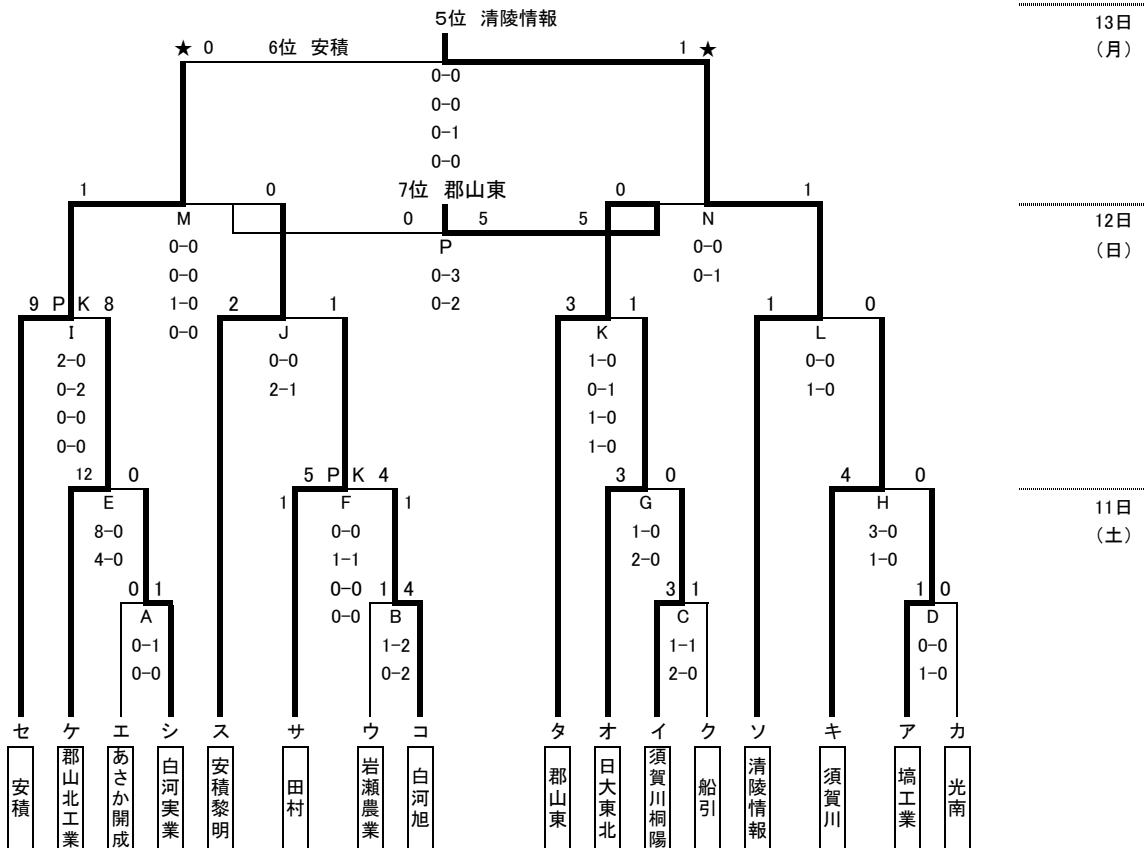 5位 清陵情報
13日
(月)
★ 0 6位 安積 1 ★
0-0
0-0
0-1
0-0
1 0 7位 郡山東 0 1
12日
(日)
M 0 5 5 N
P
0-0 0-3 0-0
0-0 0-2 0-1
1-0
0-0
9 PK 8 2 1 3 1 1 0
I J K L
2-0 0-0 1-0 0-0
0-2 2-1 0-1 1-0
0-0 1-0
0-0 1-0
12 0 5 PK 4 3 0 4 0
11日
(土)
E 1 F 1 G H
8-0 0-0 1-0 3-0
4-0 1-1 2-0 1-0
0-0
0-0
0 1 1 4 3 1 1 0
A B C D
0-1 1-2 1-1 0-0
0-0 0-2 2-0 1-0
セ ケ エ シ ス サ ウ コ タ オ イ ク ソ キ ア カ
安積
郡山北工業
あさか開成
白河実業
安積黎明
田村
岩瀬農業
白河旭
郡山東
日大東北
須賀川桐陽
船引
清陵情報
須賀川
塙工業
光南